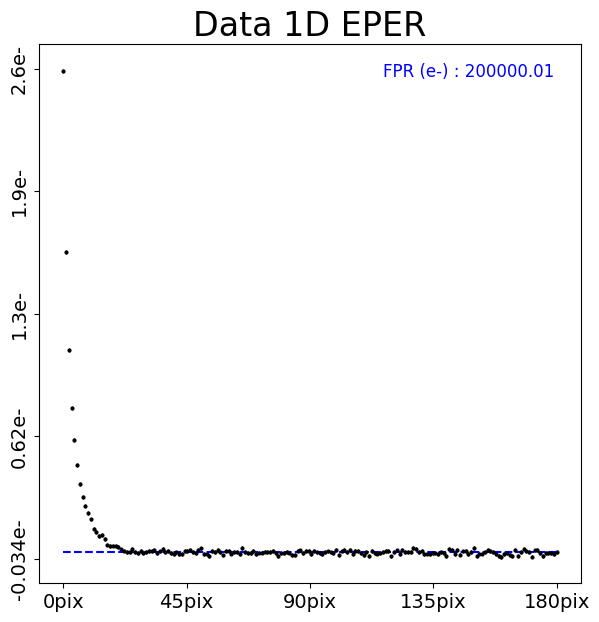 Data 1D EPER
FPR (e-) : 200000.01
2.6e-
1.9e-
1.3e-
0.62e-
-0.034e-
0pix 45pix 90pix 135pix 180pix